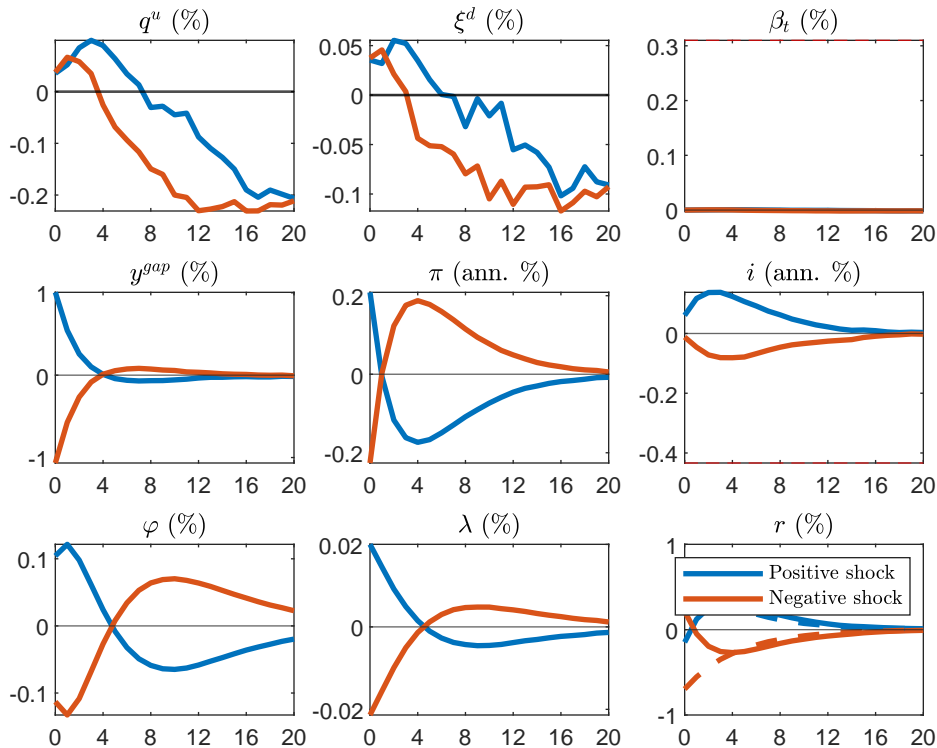 q^u (%) ξ^d (%) β_t (%)
0.05 0.3
0 0 0.2
-0.1 -0.05 0.1
-0.2 -0.1 0
0 4 8 12 16 20 0 4 8 12 16 20 0 4 8 12 16 20
y^{gap} (%) π (ann. %) i (ann. %)
1 0.2
0 0 0
-0.2
-1 -0.2 -0.4
0 4 8 12 16 20 0 4 8 12 16 20 0 4 8 12 16 20
φ (%) λ (%) r (%)
0.1 0.02 1
Positive shock
Negative shock
0 0 0
-0.1 -0.02 -1
0 4 8 12 16 20 0 4 8 12 16 20 0 4 8 12 16 20